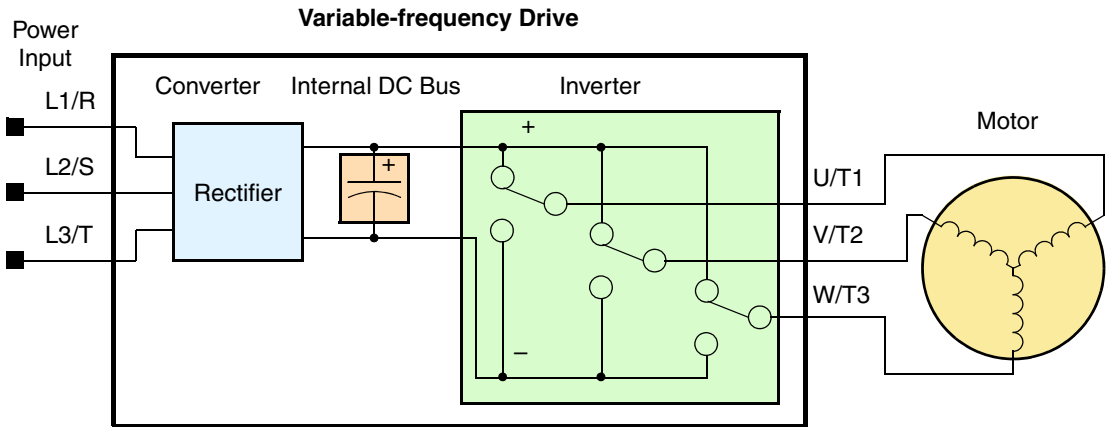 Variable-frequency Drive
Power
Input
Converter
Internal DC Bus
Inverter
L1/R
L2/S
L3/T
Rectifier
+
+
–
Motor
U/T1
V/T2
W/T3